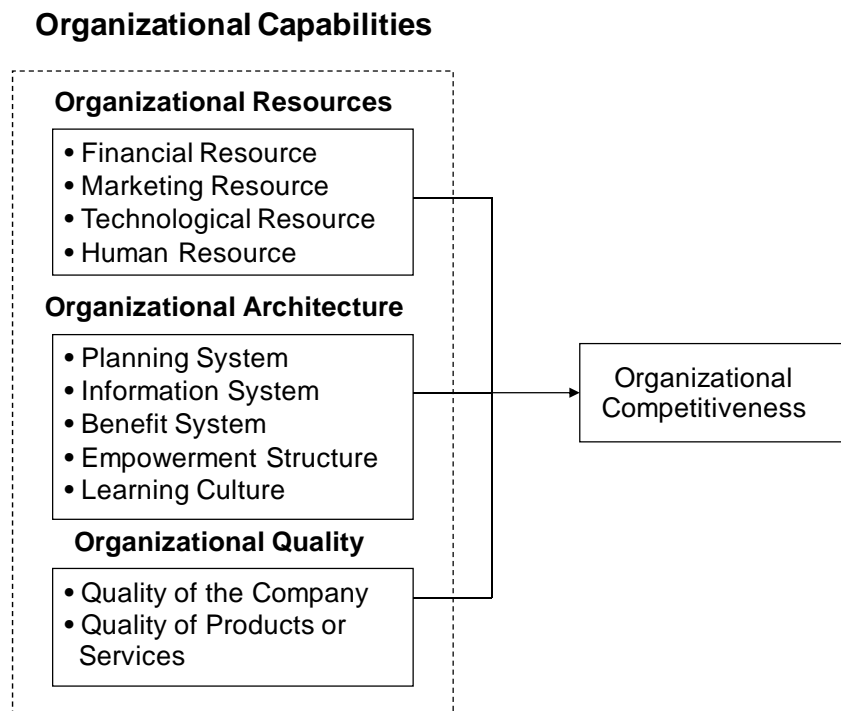 Organizational Capabilities
Organizational Resources
• Financial Resource
• Marketing Resource
• Technological Resource
• Human Resource
Organizational Architecture
• Planning System
• Information System
• Benefit System
• Empowerment Structure
• Learning Culture
Organizational Quality
• Quality of the Company
• Quality of Products or
Services
Organizational
Competitiveness